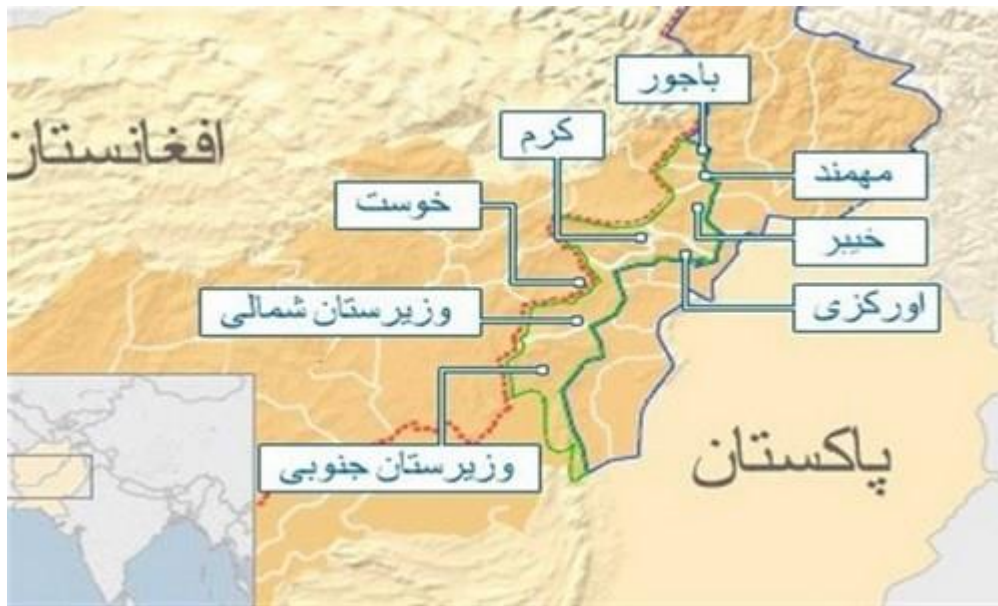 باجور
کرم
افغانستان
مهمند
خوست
خیبر
وزیرستان شمالی
اورکزی
وزیرستان جنوبی
پاکستان